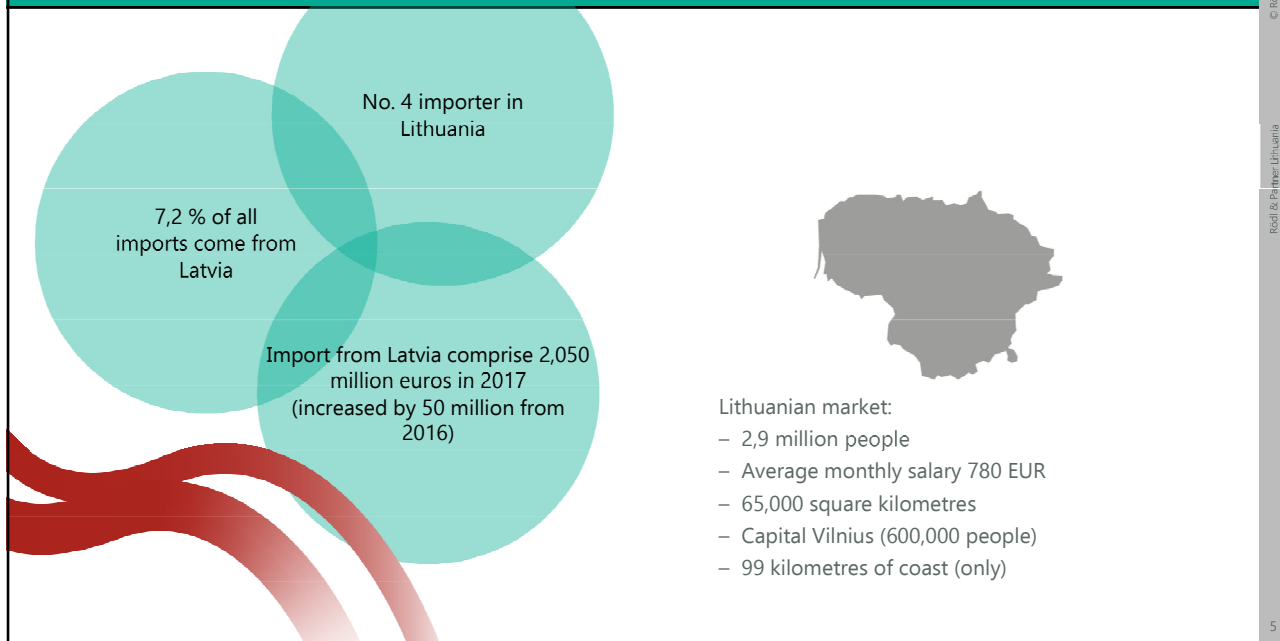 No. 4 importer in
Lithuania
7,2 % of all
imports come from
Latvia
Import from Latvia comprise 2,050
million euros in 2017
(increased by 50 million from
2016)
Lithuanian market:
– 2,9 million people
– Average monthly salary 780 EUR
– 65,000 square kilometres
– Capital Vilnius (600,000 people)
– 99 kilometres of coast (only)
Rödl & Partner Lithuania
5